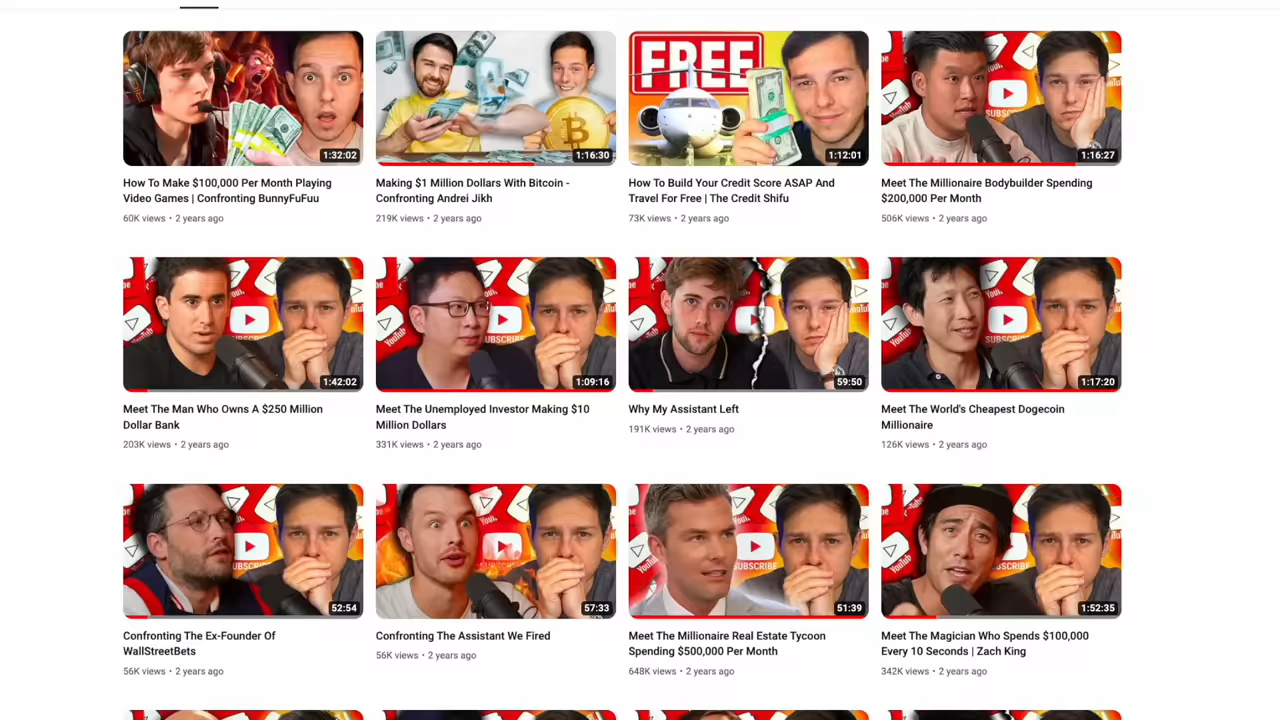 FREE
1:32:02
1:16:30
1:12:01
1:16:27
How To Make $100,000 Per Month Playing
Video Games | Confronting BunnyFuFuu
60K views • 2 years ago
Making $1 Million Dollars With Bitcoin -
Confronting Andrei Jikh
219K views • 2 years ago
How To Build Your Credit Score ASAP And
Travel For Free | The Credit Shifu
73K views • 2 years ago
Meet The Millionaire Bodybuilder Spending
$200,000 Per Month
506K views • 2 years ago
YouTube
SUBSCRIBE
1:42:02
YouTube
SUBSCRIBE
1:09:16
YouTube
59:50
YouTube
SUBSCRIBE
1:17:20
Meet The Man Who Owns A $250 Million
Dollar Bank
203K views • 2 years ago
Meet The Unemployed Investor Making $10
Million Dollars
331K views • 2 years ago
Why My Assistant Left
191K views • 2 years ago
Meet The World's Cheapest Dogecoin
Millionaire
126K views • 2 years ago
52:54
57:33
51:39
1:52:35
Confronting The Ex-Founder Of
WallStreetBets
56K views • 2 years ago
Confronting The Assistant We Fired
56K views • 2 years ago
Meet The Millionaire Real Estate Tycoon
Spending $500,000 Per Month
648K views • 2 years ago
Meet The Magician Who Spends $100,000
Every 10 Seconds | Zach King
342K views • 2 years ago